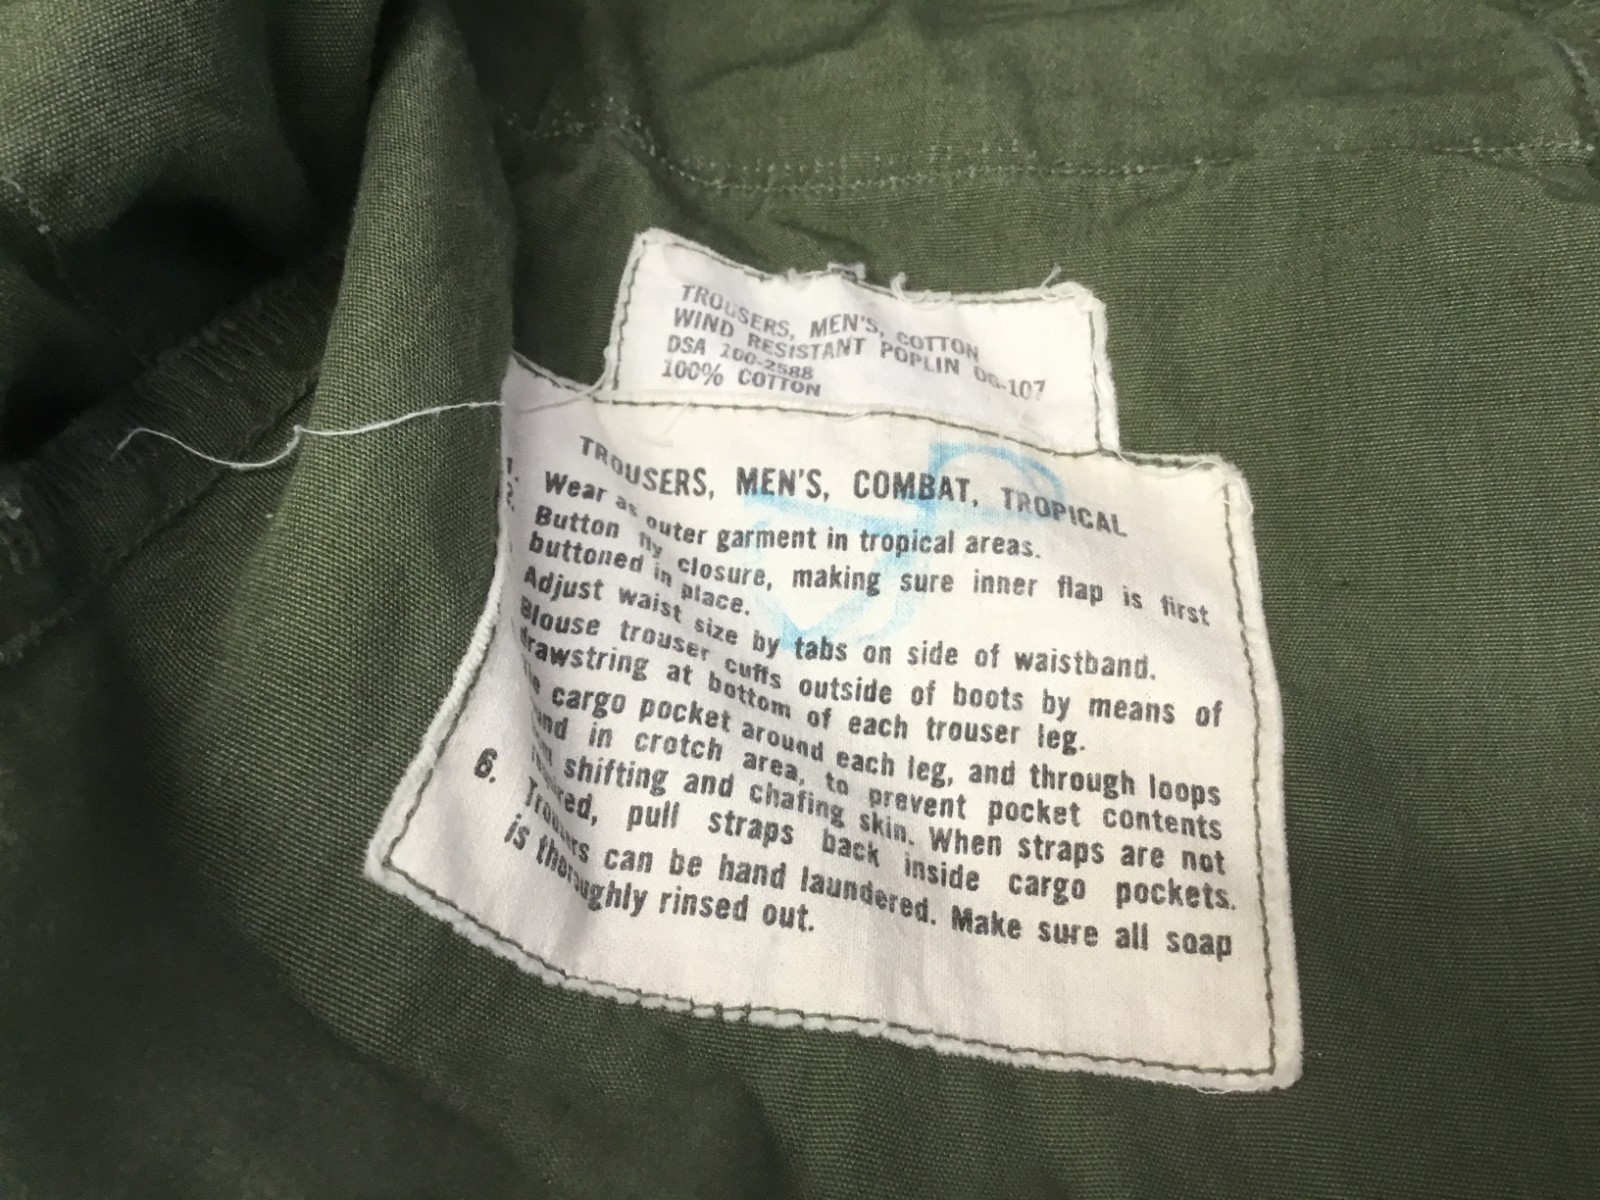 TROUSERS, MEN'S, COTTON
WIND RESISTANT POPLIN OG-107
DSA 100-2588
100% COTTON
TROUSERS, MEN'S, COMBAT, TROPICAL
1. Wear as outer garment in tropical areas.
2. Button fly closure, making sure inner flap is first
buttoned in place.
Adjust waist size by tabs on side of waistband.
Blouse trouser cuffs outside of boots by means of
drawstring at bottom of each trouser leg.
cargo pocket around each leg, and through loops
and in crotch area, to prevent pocket contents
shifting and chafing skin. When straps are not
pull straps back inside cargo pockets.
6. Trousers can be hand laundered. Make sure all soap
is thoroughly rinsed out.